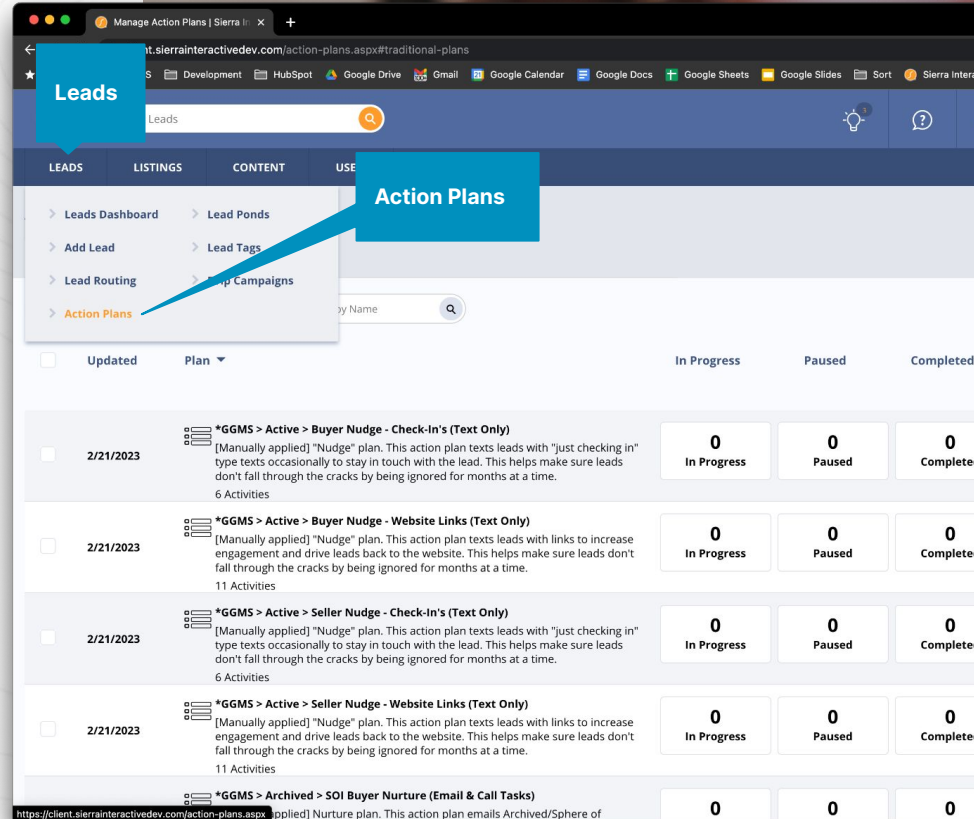 Manage Action Plans | Sierra In
nt.sierrainteractivedev.com/action-plans.aspx#traditional-plans
S Development HubSpot Google Drive Gmail Google Calendar Google Docs Google Sheets Google Slides Sort Sierra Intera
Leads
Leads
3
LEADS LISTINGS CONTENT USE
Action Plans
Leads Dashboard Lead Ponds
Add Lead Lead Tags
Lead Routing Campaigns
Action Plans
by Name
Updated Plan In Progress Paused Completed
*GGMS > Active > Buyer Nudge - Check-In's (Text Only)
[Manually applied] "Nudge" plan. This action plan texts leads with "just checking in"
type texts occasionally to stay in touch with the lead. This helps make sure leads
don't fall through the cracks by being ignored for months at a time.
6 Activities
2/21/2023
0 0 0
In Progress Paused Complete
*GGMS > Active > Buyer Nudge - Website Links (Text Only)
[Manually applied] "Nudge" plan. This action plan texts leads with links to increase
engagement and drive leads back to the website. This helps make sure leads don't
fall through the cracks by being ignored for months at a time.
11 Activities
2/21/2023
0 0 0
In Progress Paused Complete
*GGMS > Active > Seller Nudge - Check-In's (Text Only)
[Manually applied] "Nudge" plan. This action plan texts leads with "just checking in"
type texts occasionally to stay in touch with the lead. This helps make sure leads
don't fall through the cracks by being ignored for months at a time.
6 Activities
2/21/2023
0 0 0
In Progress Paused Complete
*GGMS > Active > Seller Nudge - Website Links (Text Only)
[Manually applied] "Nudge" plan. This action plan texts leads with links to increase
engagement and drive leads back to the website. This helps make sure leads don't
fall through the cracks by being ignored for months at a time.
11 Activities
2/21/2023
0 0 0
In Progress Paused Complete
*GGMS > Archived > SOI Buyer Nurture (Email & Call Tasks)
applied] Nurture plan. This action plan emails Archived/Sphere of
0 0 0
https://client.sierrainteractivedev.com/action-plans.aspx